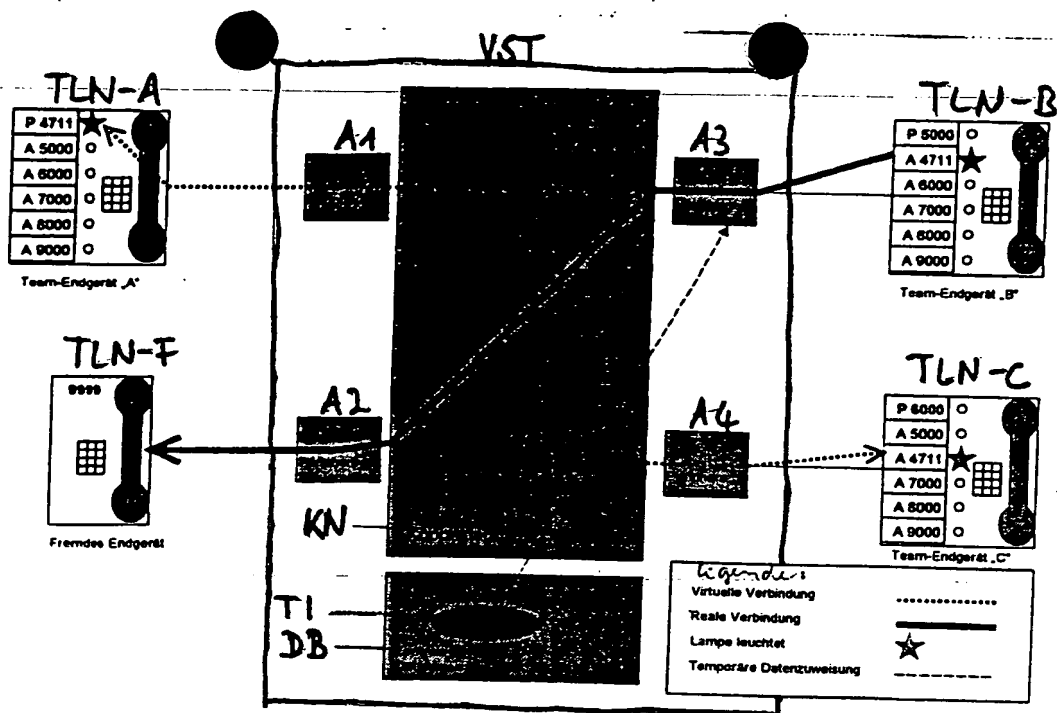 VST
TLN-A
P 4711
A 5000
A 6000
A 7000
A 8000
A 9000
Team-Endgerät „A"
A1
A3
TLN-B
P 5000
A 4711
A 6000
A 7000
A 8000
A 9000
Team-Endgerät „B"
TLN-F
9999
Fremdes Endgerät
A2
A4
TLN-C
P 6000
A 5000
A 4711
A 7000
A 8000
A 9000
Team-Endgerät „C"
KN
TI
DB
Legende:
Virtuelle Verbindung
Reale Verbindung
Lampe leuchtet
Temporäre Datenzuweisung